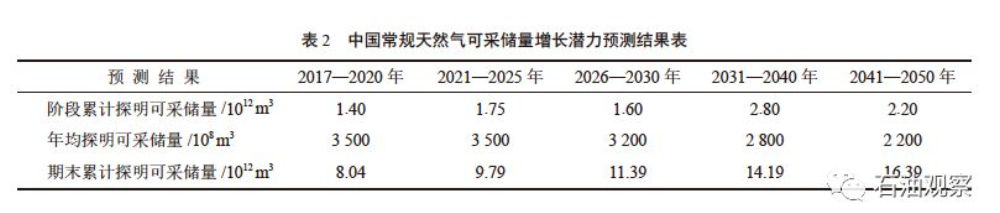 表 2 中国常规天然气可采储量增长潜力预测结果表
预 测 结 果 2017—2020 年 2021—2025 年 2026—2030 年 2031—2040 年 2041—2050 年
阶段累计探明可采储量 /10¹²m³ 1.40 1.75 1.60 2.80 2.20
年均探明可采储量 /10⁸m³ 3 500 3 500 3 200 2 800 2 200
期末累计探明可采储量 /10¹²m³ 8.04 9.79 11.39 14.19 16.39
石油观察